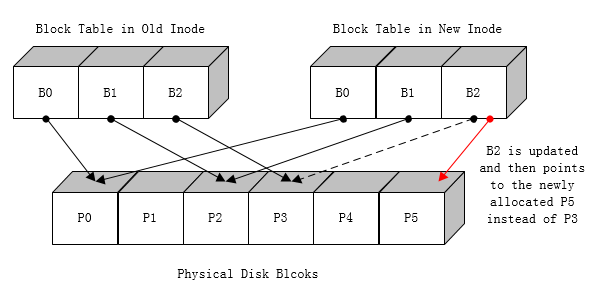 Block Table in Old Inode
Block Table in New Inode
B0 B1 B2
B0 B1 B2
B2 is updated
and then points
to the newly
allocated P5
instead of P3
P0 P1 P2 P3 P4 P5
Physical Disk Blcoks